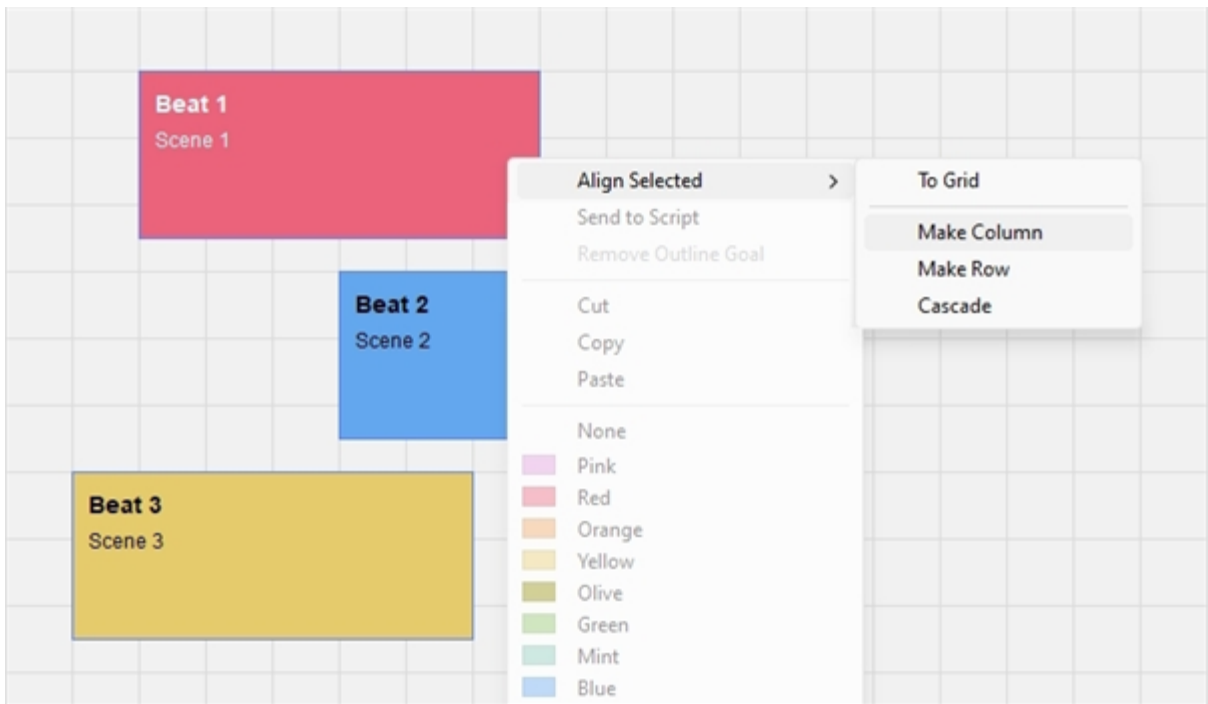 Beat 1
Scene 1
Beat 2
Scene 2
Beat 3
Scene 3
Align Selected
Send to Script
Remove Outline Goal
Cut
Copy
Paste
None
Pink
Red
Orange
Yellow
Olive
Green
Mint
Blue
To Grid
Make Column
Make Row
Cascade